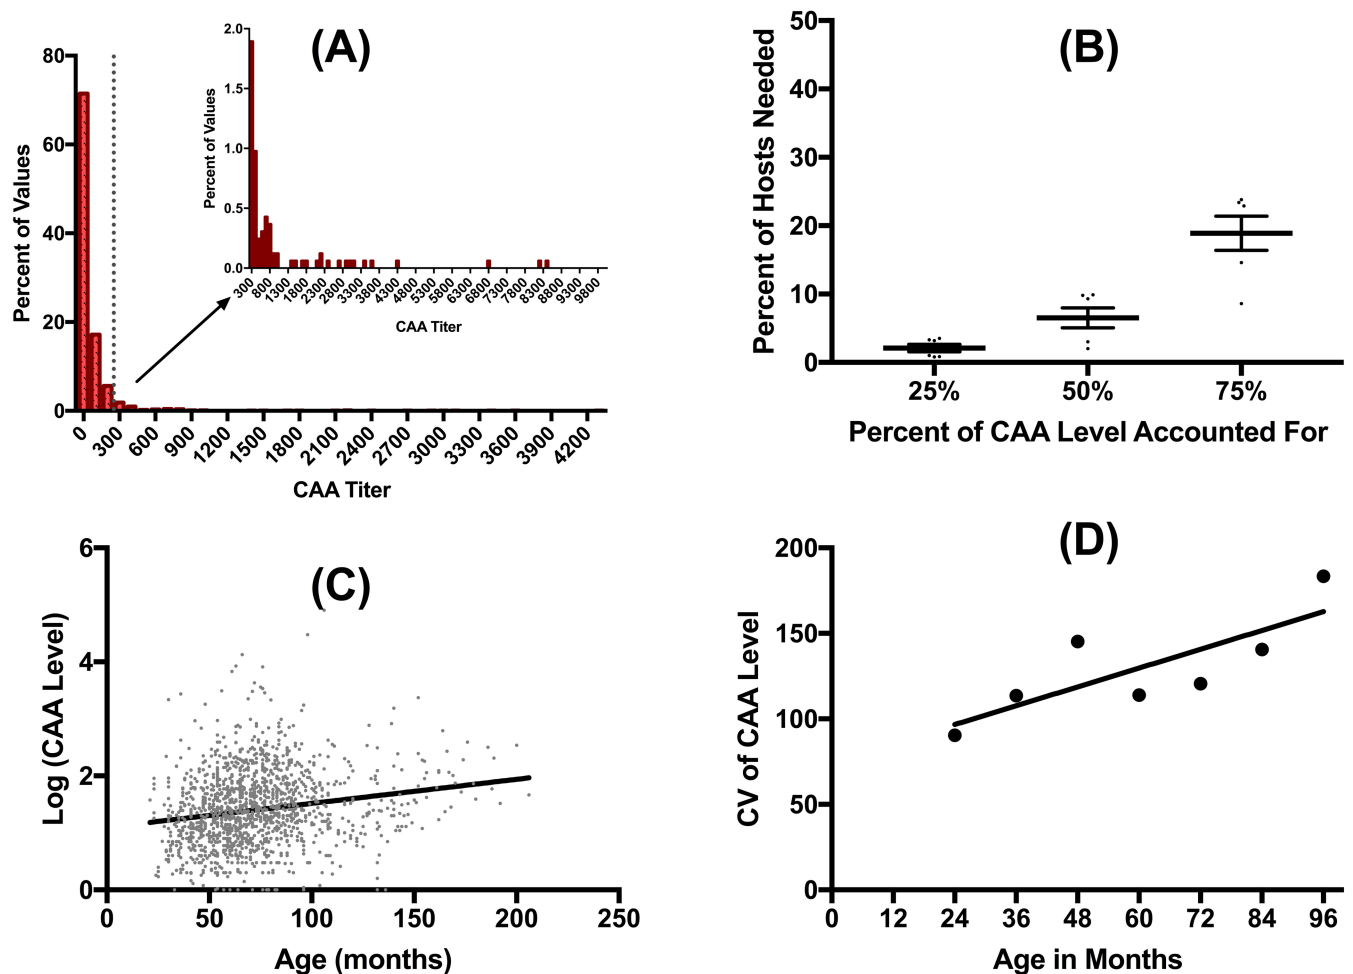 (A)
Percent of Values
80
60
40
20
0
0 300 600 900 1200 1500 1800 2100 2400 2700 3000 3300 3600 3900 4200
CAA Titer
Percent of Values
2.0
1.5
1.0
0.5
0.0
300 800 1300 1800 2300 2800 3300 3800 4300 4800 5300 5800 6300 6800 7300 7800 8300 8800 9300 9800
CAA Titer
(B)
Percent of Hosts Needed
50
40
30
20
10
0
25% 50% 75%
Percent of CAA Level Accounted For
(C)
Log (CAA Level)
6
4
2
0
0 50 100 150 200 250
Age (months)
(D)
CV of CAA Level
200
150
100
50
0
0 12 24 36 48 60 72 84 96
Age in Months